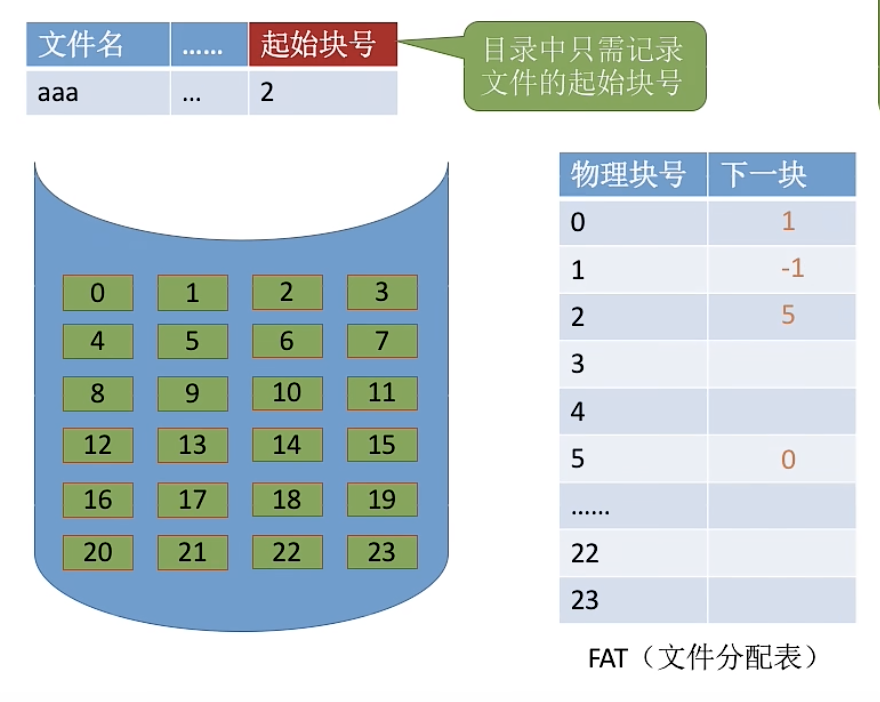 文件名 …… 起始块号
aaa … 2
目录中只需记录
文件的起始块号
0 1 2 3
4 5 6 7
8 9 10 11
12 13 14 15
16 17 18 19
20 21 22 23
物理块号 下一块
0 1
1 -1
2 5
3
4
5 0
……
22
23
FAT（文件分配表）